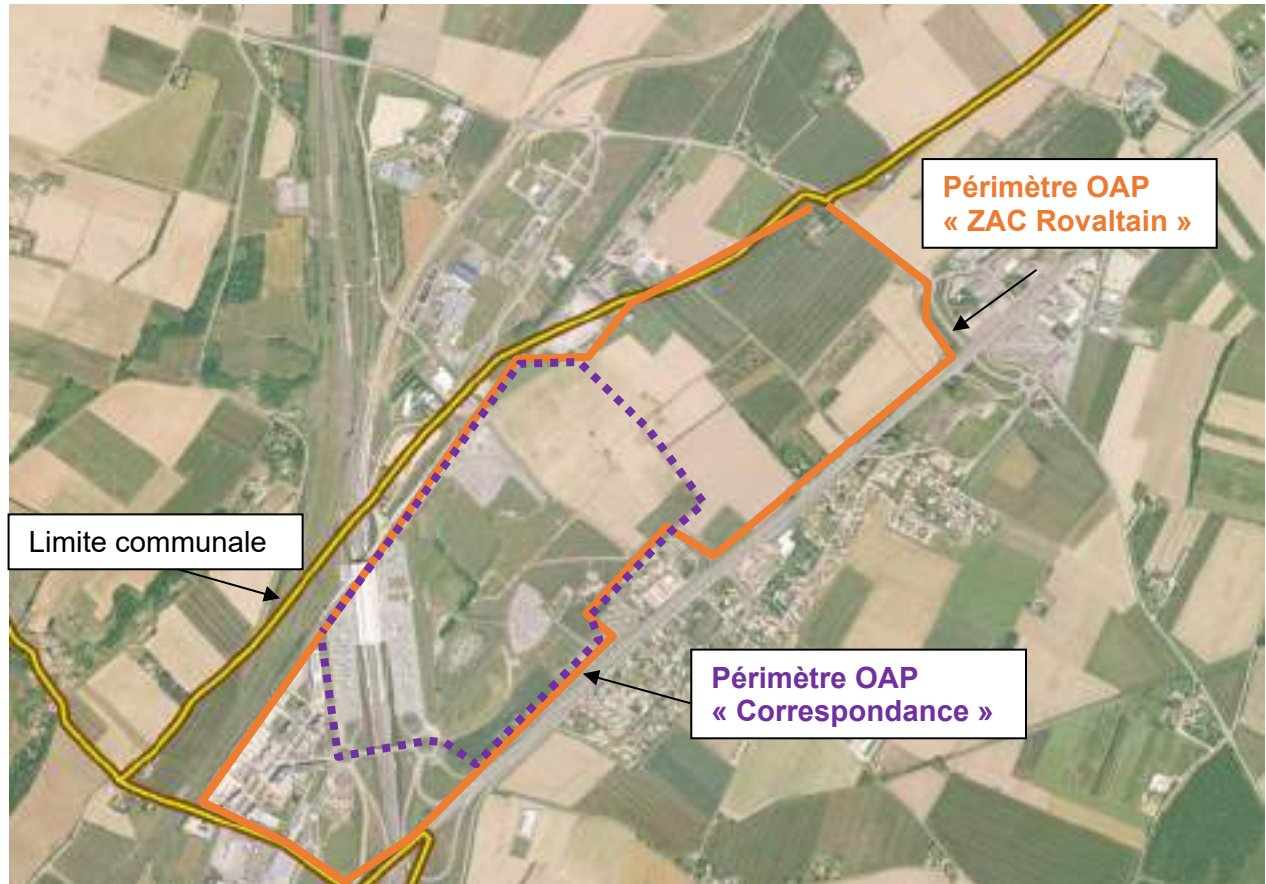 Périmètre OAP
« ZAC Rovaltain »
Limite communale
Périmètre OAP
« Correspondance »